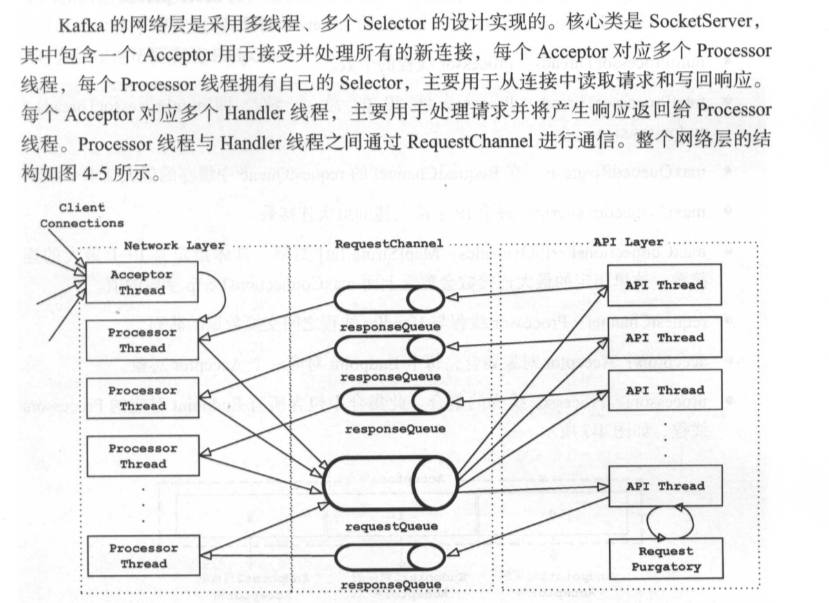 Kafka 的网络层是采用多线程、多个 Selector 的设计实现的。核心类是 SocketServer，
其中包含一个 Acceptor 用于接受并处理所有的新连接，每个 Acceptor 对应多个 Processor
线程，每个 Processor 线程拥有自己的 Selector，主要用于从连接中读取请求和写回响应。
每个 Acceptor 对应多个 Handler 线程，主要用于处理请求并将产生响应返回给 Processor
线程。Processor 线程与 Handler 线程之间通过 RequestChannel 进行通信。整个网络层的结
构如图 4-5 所示。
Client
Connections
Network Layer
RequestChannel
API Layer
Acceptor
Thread
API Thread
responseQueue
Processor
Thread
API Thread
responseQueue
Processor
Thread
API Thread
responseQueue
Processor
Thread
API Thread
requestQueue
Processor
Thread
Request
Purgatory
responseQueue